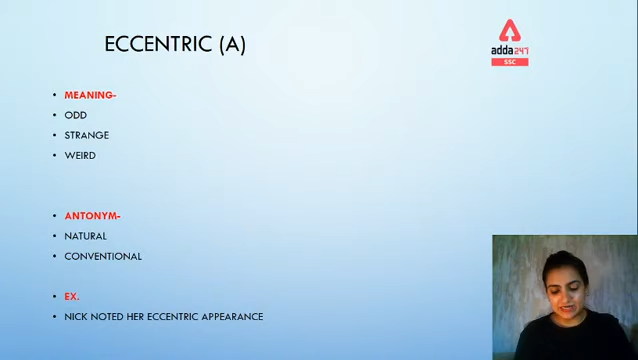 ECCENTRIC (A)
adda247
SSC
• MEANING-
• ODD
• STRANGE
• WEIRD
• ANTONYM-
• NATURAL
• CONVENTIONAL
• EX.
• NICK NOTED HER ECCENTRIC APPEARANCE